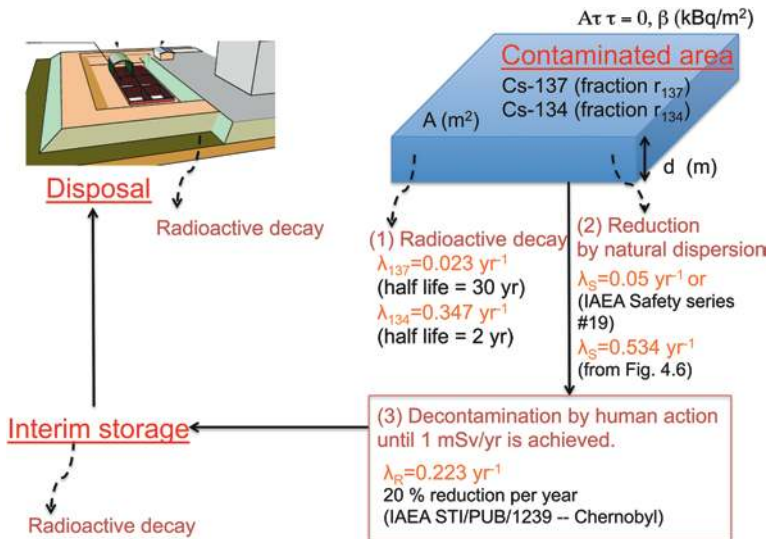 Aτ τ = 0, β (kBq/m²)
Contaminated area
Cs-137 (fraction r₁₃₇)
Cs-134 (fraction r₁₃₄)
A (m²)
d (m)
Disposal
Radioactive decay
(1) Radioactive decay
λ₁₃₇=0.023 yr⁻¹
(half life = 30 yr)
λ₁₃₄=0.347 yr⁻¹
(half life = 2 yr)
(2) Reduction
by natural dispersion
λₛ=0.05 yr⁻¹ or
(IAEA Safety series
#19)
λₛ=0.534 yr⁻¹
(from Fig. 4.6)
(3) Decontamination by human action
until 1 mSv/yr is achieved.
λ_R=0.223 yr⁻¹
20 % reduction per year
(IAEA STI/PUB/1239 -- Chernobyl)
Interim storage
Radioactive decay